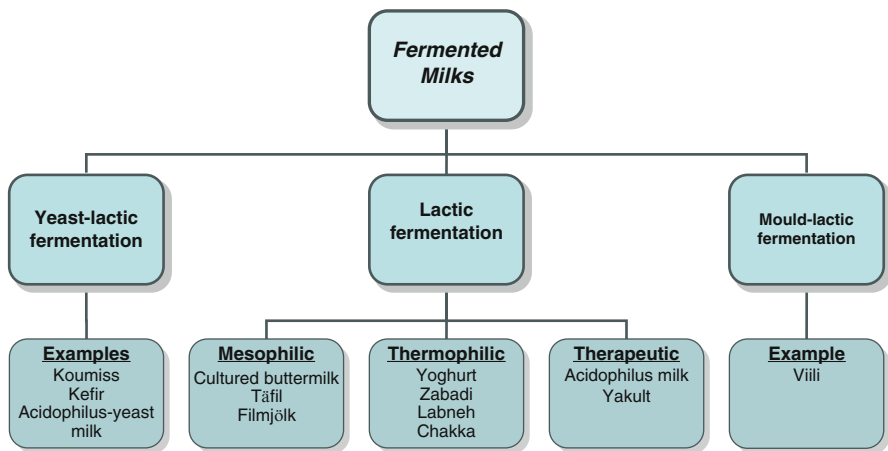 Fermented
Milks
Yeast-lactic
fermentation
Lactic
fermentation
Mould-lactic
fermentation
Examples
Koumiss
Kefir
Acidophilus-yeast
milk
Mesophilic
Cultured buttermilk
Täfil
Filmjölk
Thermophilic
Yoghurt
Zabadi
Labneh
Chakka
Therapeutic
Acidophilus milk
Yakult
Example
Viili